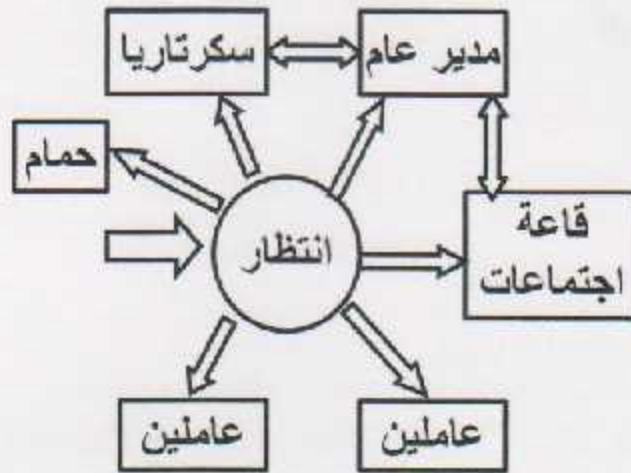 مدير عام
سكرتاريا
حمام
قاعة
اجتماعات
انتظار
عاملين
عاملين